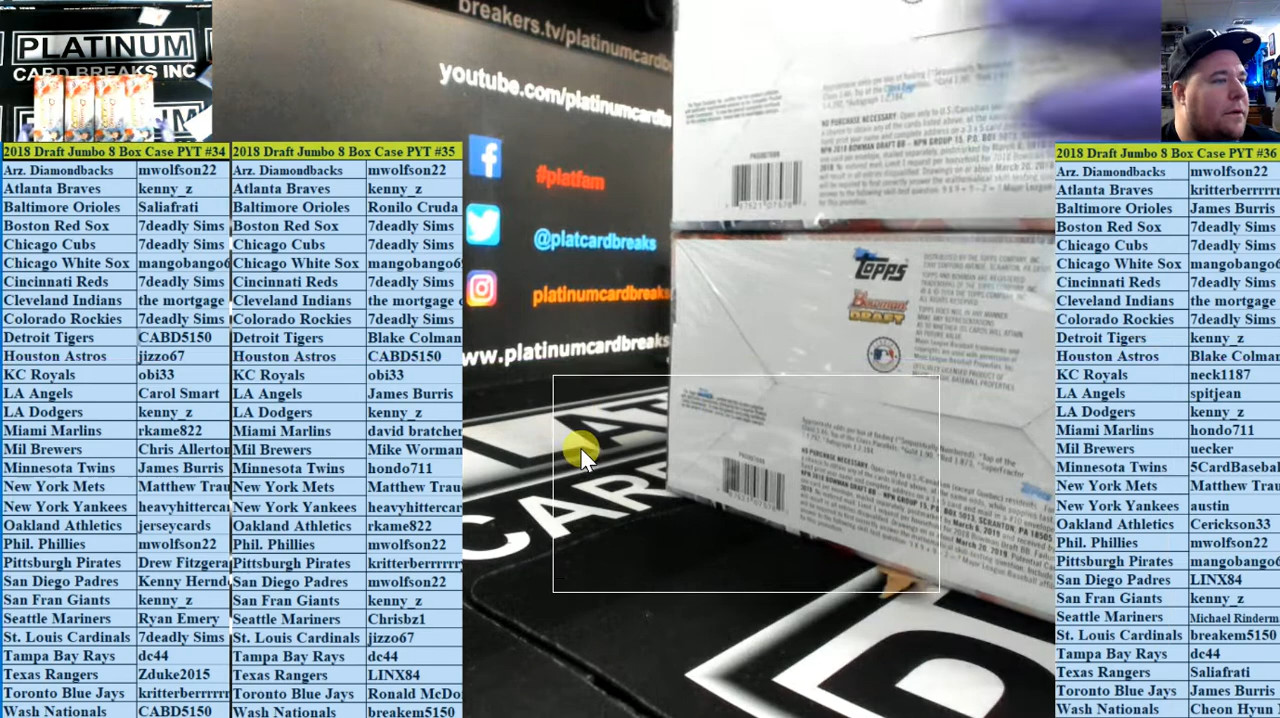 PLATINUM
CARD BREAKS INC
2018 Draft Jumbo 8 Box Case PYT #34
Arz. Diamondbacks mwolfson22
Atlanta Braves kenny_z
Baltimore Orioles Saliafrati
Boston Red Sox 7deadly Sims
Chicago Cubs 7deadly Sims
Chicago White Sox mangobango6
Cincinnati Reds 7deadly Sims
Cleveland Indians the mortgage
Colorado Rockies 7deadly Sims
Detroit Tigers CABD5150
Houston Astros jizzo67
KC Royals obi33
LA Angels Carol Smart
LA Dodgers kenny_z
Miami Marlins rkame822
Mil Brewers Chris Allerton
Minnesota Twins James Burris
New York Mets Matthew Trau
New York Yankees heavyhitterca
Oakland Athletics jerseycards
Phil. Phillies mwolfson22
Pittsburgh Pirates Drew Fitzgera
San Diego Padres Kenny Hernd
San Fran Giants kenny_z
Seattle Mariners Ryan Emery
St. Louis Cardinals 7deadly Sims
Tampa Bay Rays dc44
Texas Rangers Zduke2015
Toronto Blue Jays kritterberrrrr
Wash Nationals CABD5150
2018 Draft Jumbo 8 Box Case PYT #35
Arz. Diamondbacks mwolfson22
Atlanta Braves kenny_z
Baltimore Orioles Ronilo Cruda
Boston Red Sox 7deadly Sims
Chicago Cubs 7deadly Sims
Chicago White Sox mangobango6
Cincinnati Reds 7deadly Sims
Cleveland Indians the mortgage
Colorado Rockies 7deadly Sims
Detroit Tigers Blake Colman
Houston Astros CABD5150
KC Royals obi33
LA Angels James Burris
LA Dodgers kenny_z
Miami Marlins david bratcher
Mil Brewers Mike Worman
Minnesota Twins hondo711
New York Mets Matthew Trau
New York Yankees heavyhittercar
Oakland Athletics rkame822
Phil. Phillies mwolfson22
Pittsburgh Pirates kritterberrrrrr
San Diego Padres mwolfson22
San Fran Giants kenny_z
Seattle Mariners Chrisbz1
St. Louis Cardinals jizzo67
Tampa Bay Rays dc44
Texas Rangers LINX84
Toronto Blue Jays Ronald McDo
Wash Nationals breakem5150
breakers.tv/platinumcardbreaks
youtube.com/platinumcardbrea
#platfam
@platcardbreaks
platinumcardbreaks
www.platinumcardbreaks
Topps
Bowman
DRAFT
NO PURCHASE NECESSARY:
2018 Draft Jumbo 8 Box Case PYT #36
Arz. Diamondbacks mwolfson22
Atlanta Braves kritterberrrrr
Baltimore Orioles James Burris
Boston Red Sox 7deadly Sims
Chicago Cubs 7deadly Sims
Chicago White Sox mangobango6
Cincinnati Reds 7deadly Sims
Cleveland Indians the mortgage
Colorado Rockies 7deadly Sims
Detroit Tigers kenny_z
Houston Astros Blake Colman
KC Royals neck1187
LA Angels spitjean
LA Dodgers kenny_z
Miami Marlins hondo711
Mil Brewers uecker
Minnesota Twins 5CardBaseba
New York Mets Matthew Trau
New York Yankees austin
Oakland Athletics Cerickson33
Phil. Phillies mwolfson22
Pittsburgh Pirates mangobango6
San Diego Padres LINX84
San Fran Giants kenny_z
Seattle Mariners Michael Rinderm
St. Louis Cardinals breakem5150
Tampa Bay Rays dc44
Texas Rangers Saliafrati
Toronto Blue Jays James Burris
Wash Nationals Cheon Hyun